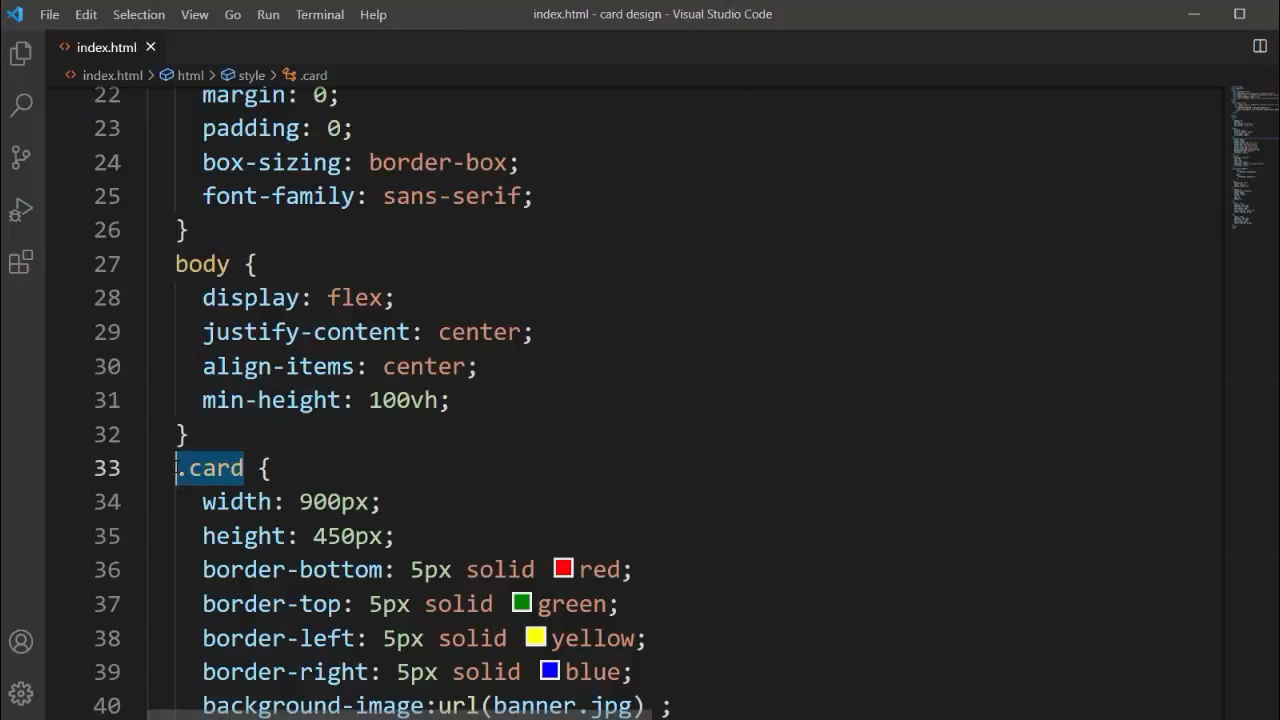 File Edit Selection View Go Run Terminal Help index.html - card design - Visual Studio Code
index.html
index.html > html > style > .card
22 margin: 0;
23 padding: 0;
24 box-sizing: border-box;
25 font-family: sans-serif;
26 }
27 body {
28 display: flex;
29 justify-content: center;
30 align-items: center;
31 min-height: 100vh;
32 }
33 .card {
34 width: 900px;
35 height: 450px;
36 border-bottom: 5px solid red;
37 border-top: 5px solid green;
38 border-left: 5px solid yellow;
39 border-right: 5px solid blue;
40 background-image:url(banner.jpg) ;